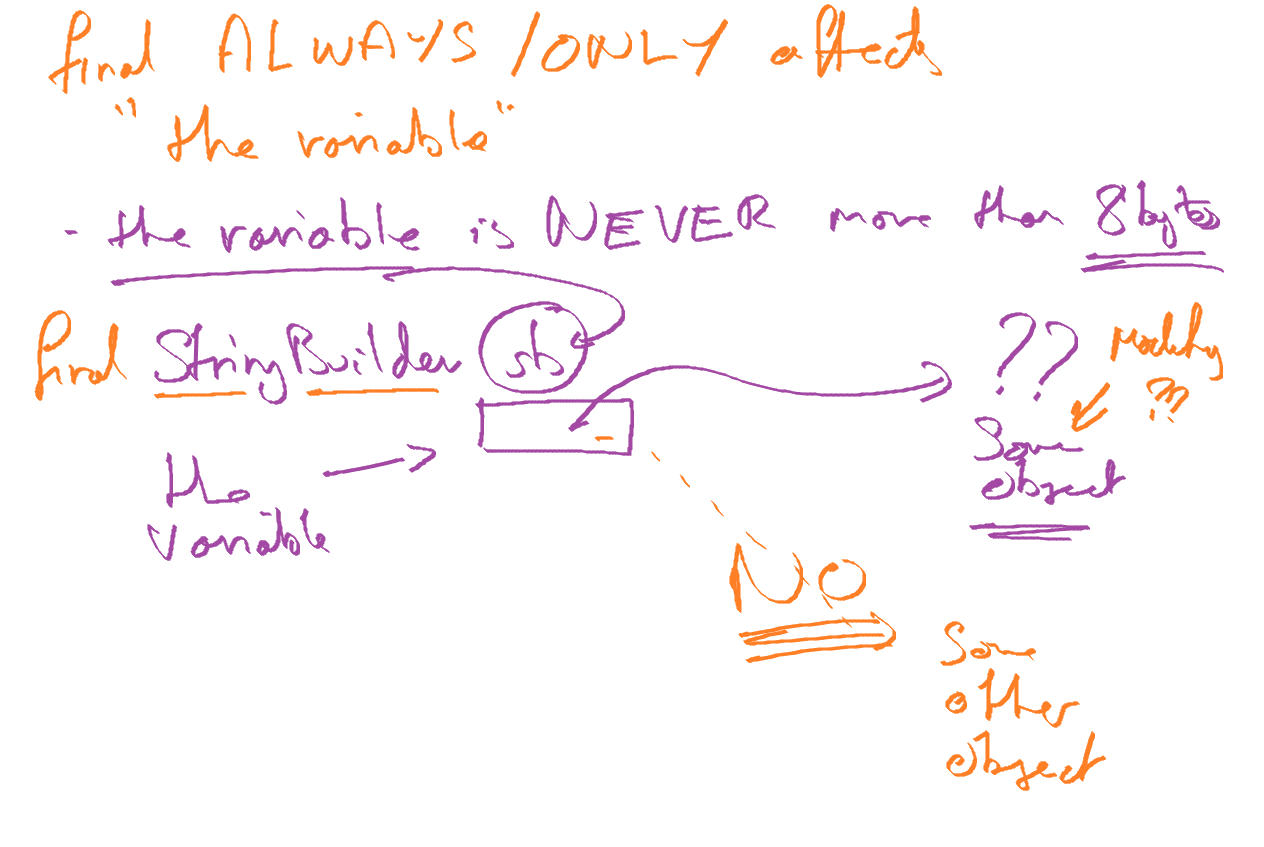 final ALWAYS/ONLY affects
"the variable"
- the variable is NEVER more than 8 bytes
final StringBuilder sb
?? Modify
??
Some
object
the
variable
NO
Some
other
object